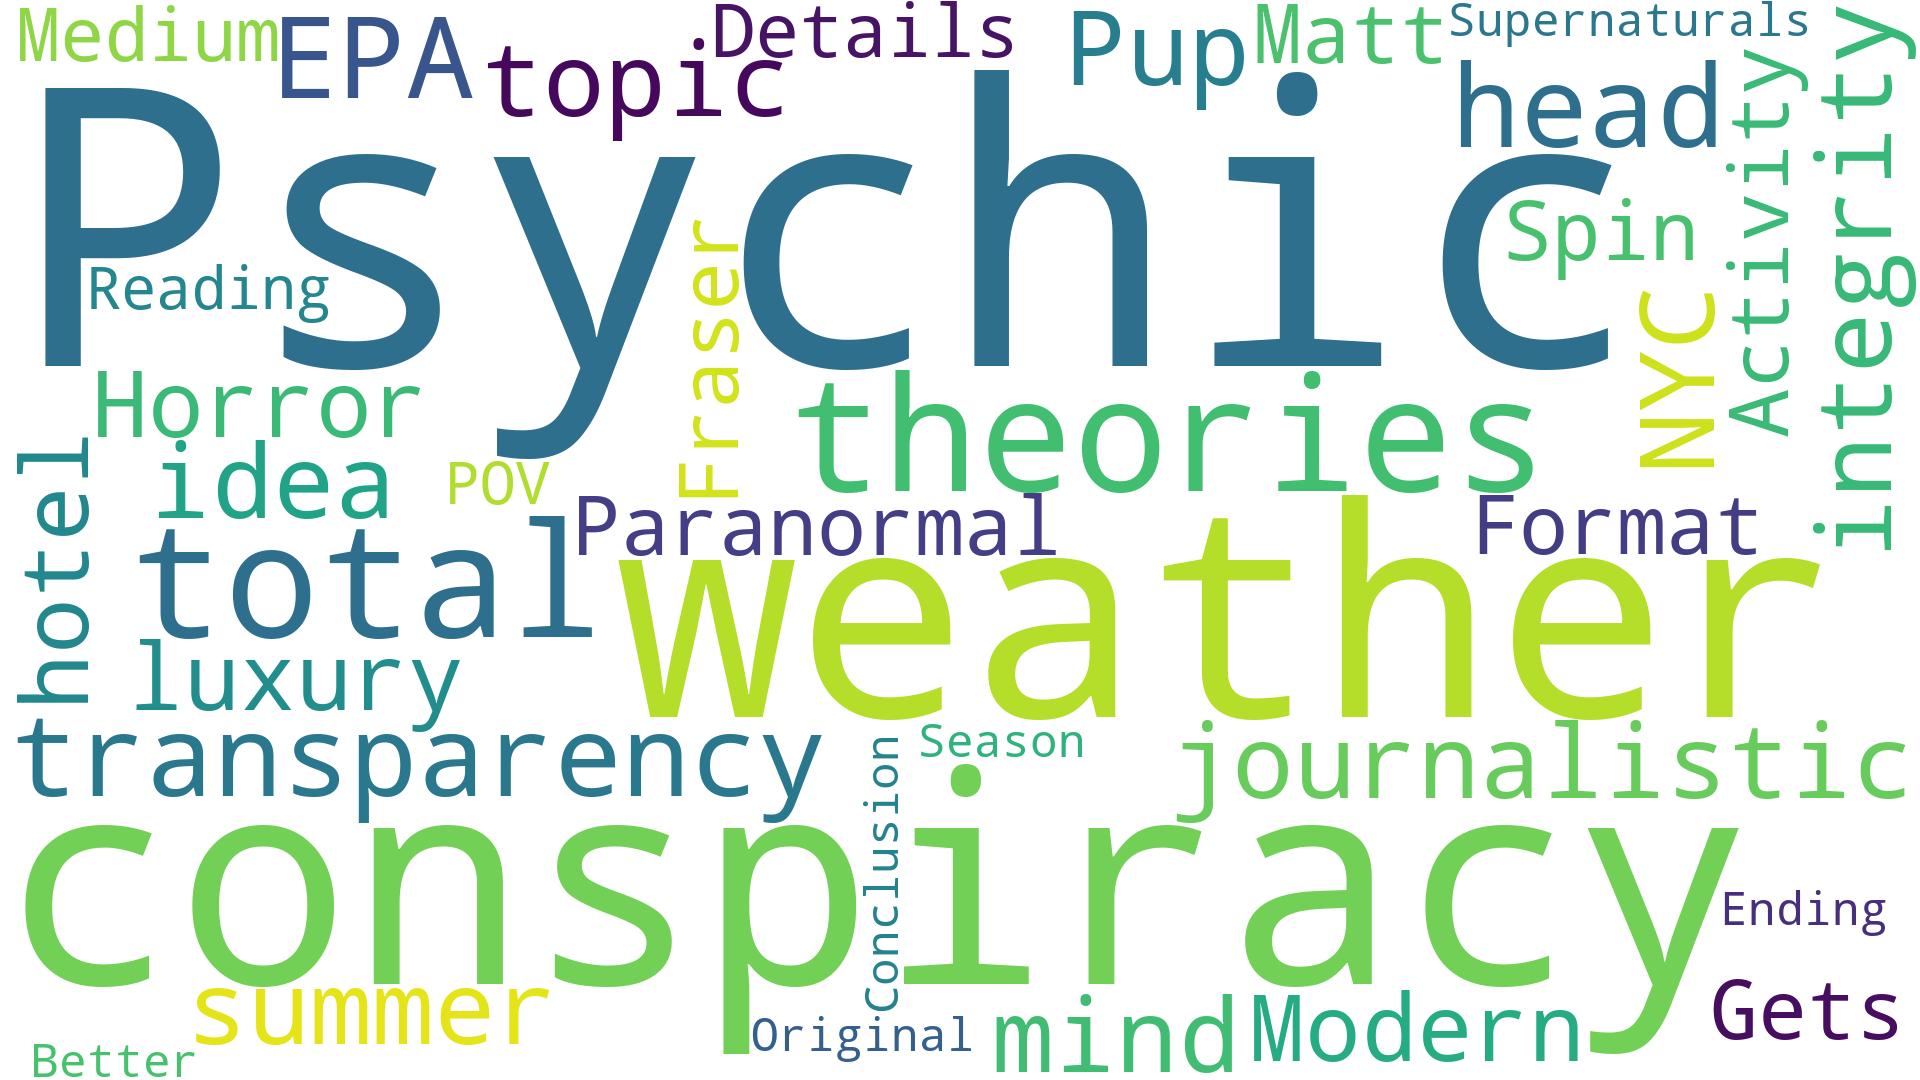 Medium
EPA
topic
Details
Pup
Matt
Supernaturals
head
Psychic
Activity
integrity
Spin
Reading
Fraser
NYC
Horror
theories
hotel
idea
POV
Paranormal
Format
total
weather
luxury
transparency
Season
journalistic
Conclusion
conspiracy
Ending
summer
Original
mind
Modern
Gets
Better